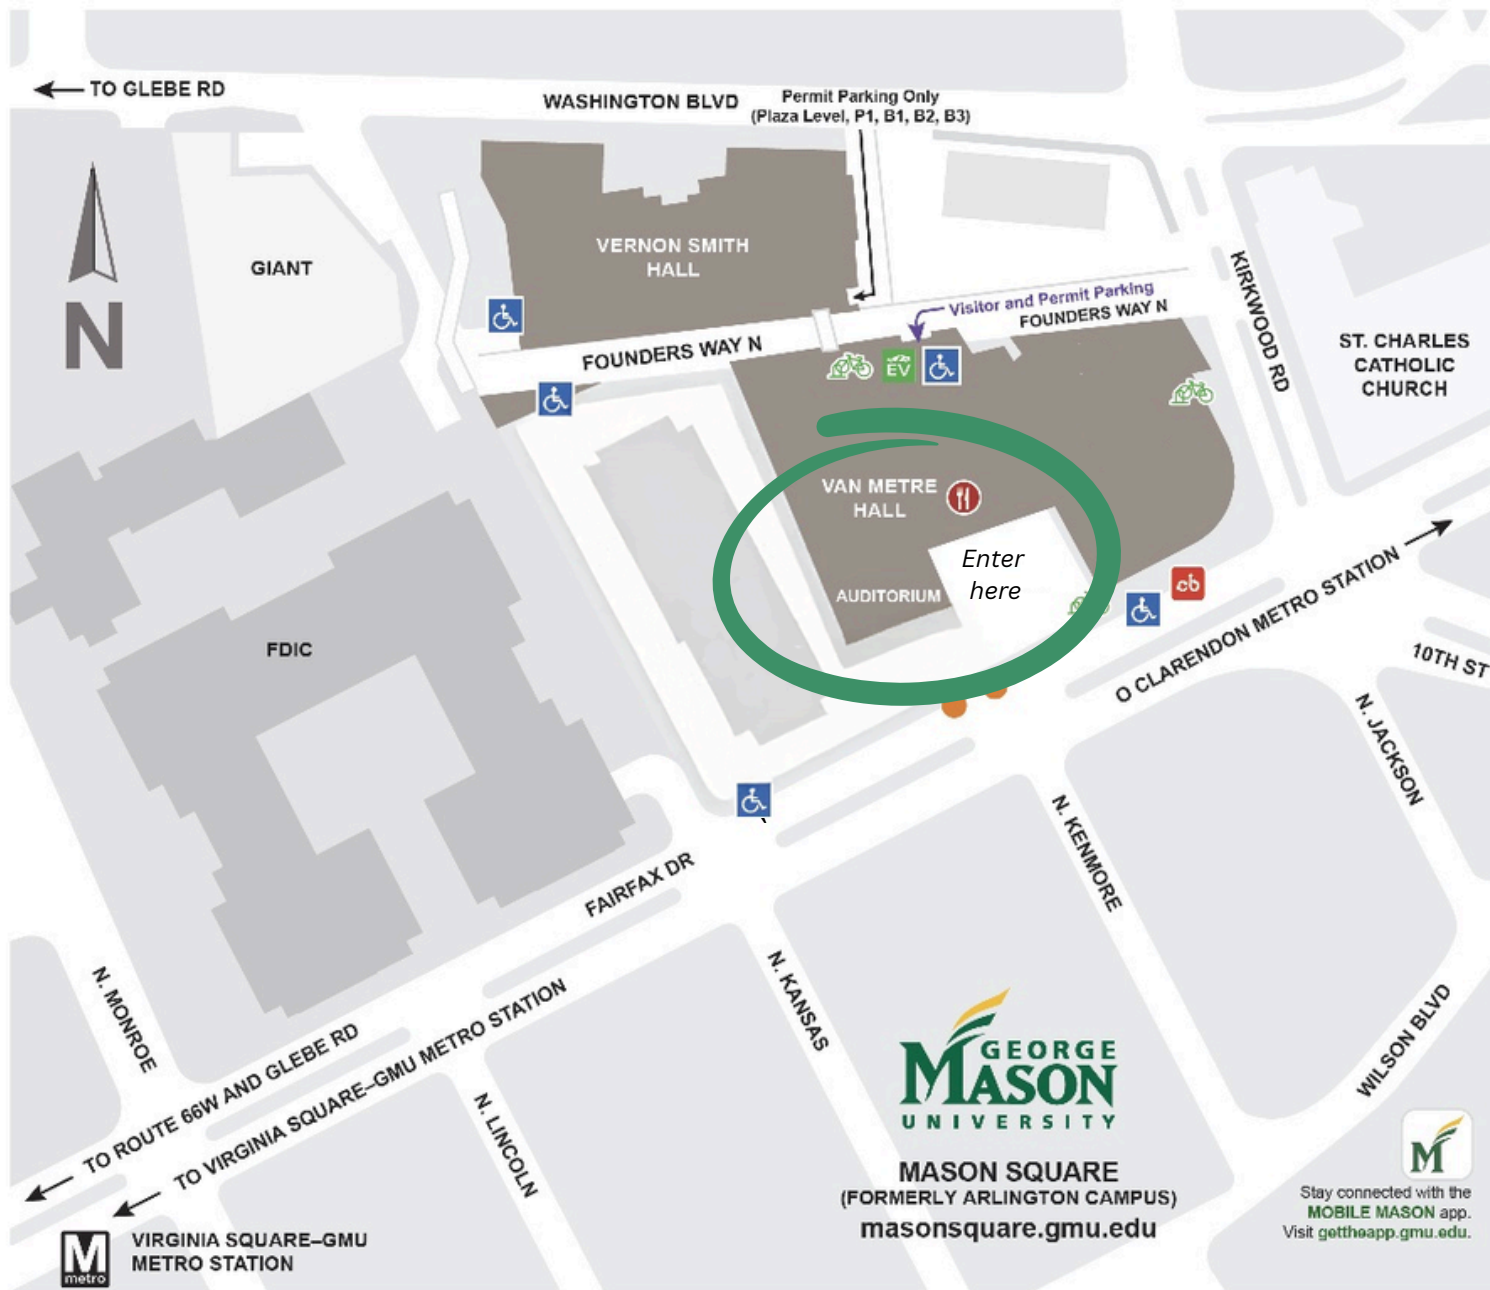 TO GLEBE RD
WASHINGTON BLVD
Permit Parking Only
(Plaza Level, P1, B1, B2, B3)
N
GIANT
VERNON SMITH
HALL
KIRKWOOD RD
Visitor and Permit Parking
FOUNDERS WAY N
FOUNDERS WAY N
EV
ST. CHARLES
CATHOLIC
CHURCH
VAN METRE
HALL
Enter
here
AUDITORIUM
cb
O CLARENDON METRO STATION
10TH ST
FDIC
N. JACKSON
N. KENMORE
FAIRFAX DR
N. KANSAS
N. MONROE
TO ROUTE 66W AND GLEBE RD
TO VIRGINIA SQUARE–GMU METRO STATION
N. LINCOLN
WILSON BLVD
GEORGE
MASON
UNIVERSITY
MASON SQUARE
(FORMERLY ARLINGTON CAMPUS)
masonsquare.gmu.edu
M
Stay connected with the
MOBILE MASON app.
Visit gettheapp.gmu.edu.
M
metro
VIRGINIA SQUARE–GMU
METRO STATION